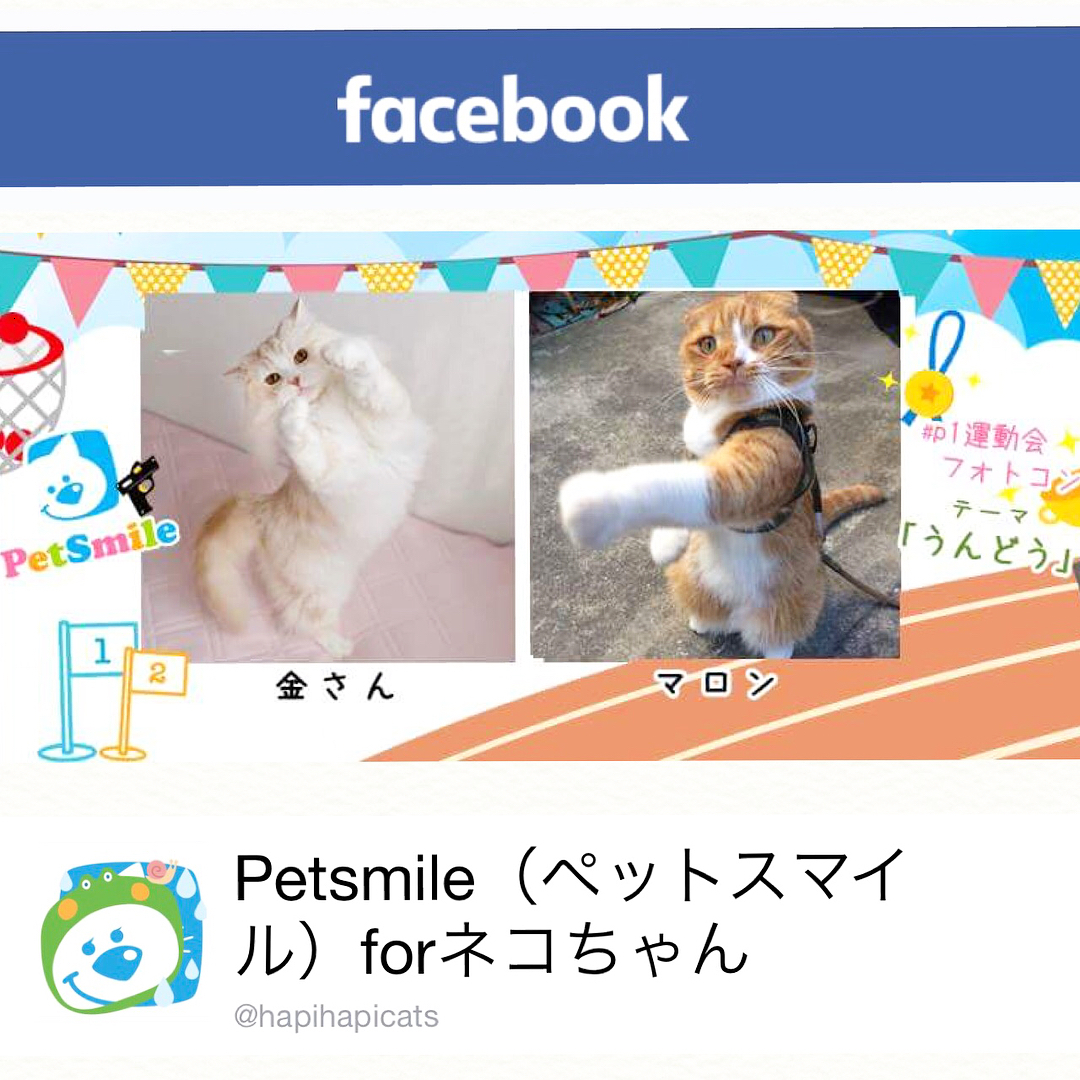 facebook
#p1運動会
フォトコン
テーマ
「うんどう」
PetSmile
1
2
金さん
マロン
Petsmile（ペットスマイ
ル）forネコちゃん
@hapihapicats